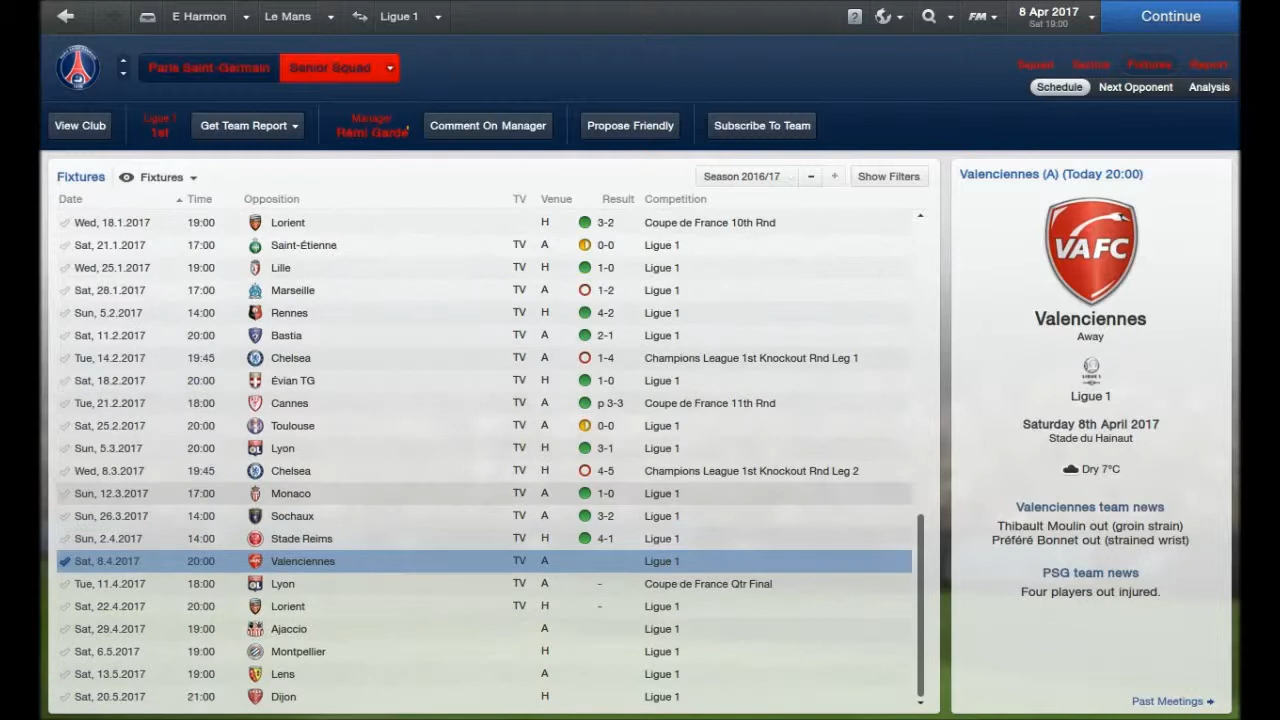 E Harmon Le Mans Ligue 1 ? FM 8 Apr 2017 Continue
Sat 19:00
Paris Saint-Germain Senior Squad Squad Tactics Fixtures Report
Schedule Next Opponent Analysis
View Club Ligue 1 1st Get Team Report Manager Rémi Garde Comment On Manager Propose Friendly Subscribe To Team
Fixtures Fixtures Season 2016/17 - + Show Filters
Date Time Opposition TV Venue Result Competition
Wed, 18.1.2017 19:00 Lorient H 3-2 Coupe de France 10th Rnd
Sat, 21.1.2017 17:00 Saint-Étienne TV A 0-0 Ligue 1
Wed, 25.1.2017 19:00 Lille TV H 1-0 Ligue 1
Sat, 28.1.2017 17:00 Marseille TV A 1-2 Ligue 1
Sun, 5.2.2017 14:00 Rennes TV H 4-2 Ligue 1
Sat, 11.2.2017 20:00 Bastia TV A 2-1 Ligue 1
Tue, 14.2.2017 19:45 Chelsea TV A 1-4 Champions League 1st Knockout Rnd Leg 1
Sat, 18.2.2017 20:00 Évian TG TV H 1-0 Ligue 1
Tue, 21.2.2017 18:00 Cannes TV A p 3-3 Coupe de France 11th Rnd
Sat, 25.2.2017 20:00 Toulouse TV A 0-0 Ligue 1
Sun, 5.3.2017 20:00 Lyon TV H 3-1 Ligue 1
Wed, 8.3.2017 19:45 Chelsea TV H 4-5 Champions League 1st Knockout Rnd Leg 2
Sun, 12.3.2017 17:00 Monaco TV A 1-0 Ligue 1
Sun, 26.3.2017 14:00 Sochaux TV A 3-2 Ligue 1
Sun, 2.4.2017 14:00 Stade Reims TV H 4-1 Ligue 1
Sat, 8.4.2017 20:00 Valenciennes TV A Ligue 1
Tue, 11.4.2017 18:00 Lyon TV A - Coupe de France Qtr Final
Sat, 22.4.2017 20:00 Lorient TV H - Ligue 1
Sat, 29.4.2017 19:00 Ajaccio A Ligue 1
Sat, 6.5.2017 19:00 Montpellier H Ligue 1
Sat, 13.5.2017 19:00 Lens A Ligue 1
Sat, 20.5.2017 21:00 Dijon H Ligue 1
Valenciennes (A) (Today 20:00)
VAFC
Valenciennes
Away
Ligue 1
Saturday 8th April 2017
Stade du Hainaut
Dry 7°C
Valenciennes team news
Thibault Moulin out (groin strain)
Préféré Bonnet out (strained wrist)
PSG team news
Four players out injured.
Past Meetings